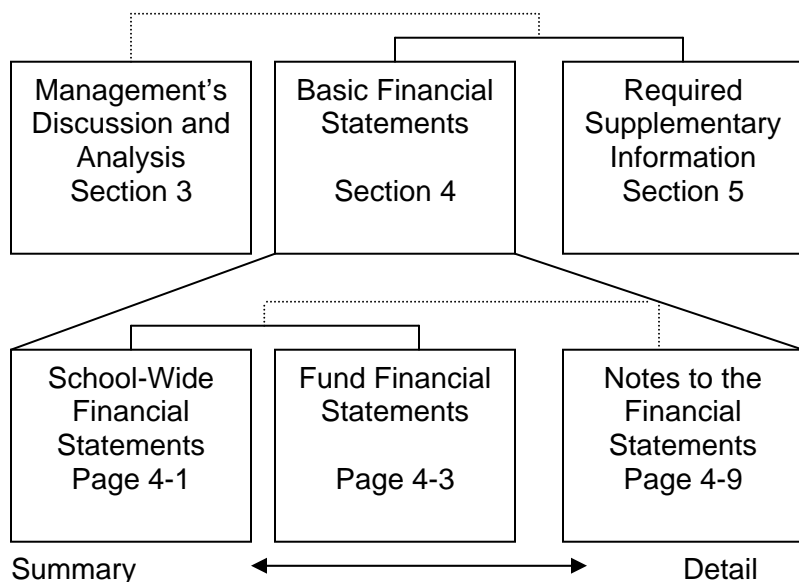 Management's
Discussion and
Analysis
Section 3
Basic Financial
Statements
Section 4
Required
Supplementary
Information
Section 5
School-Wide
Financial
Statements
Page 4-1
Fund Financial
Statements
Page 4-3
Notes to the
Financial
Statements
Page 4-9
Summary
Detail